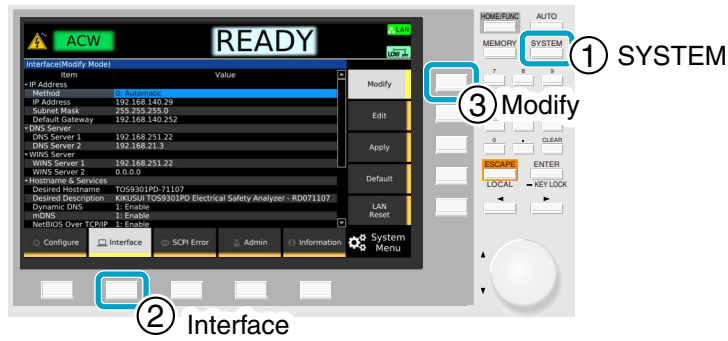 HOME/FUNC AUTO
LAN
ACW READY
LOW
MEMORY SYSTEM
1 SYSTEM
Interface(Modify Mode)
Item Value
IP Address
Method 0: Automatic
IP Address 192.168.140.29
Subnet Mask 255.255.255.0
Default Gateway 192.168.140.252
DNS Server
DNS Server 1 192.168.251.22
DNS Server 2 192.168.21.3
WINS Server
WINS Server 1 192.168.251.22
WINS Server 2 0.0.0.0
Hostname & Services
Desired Hostname TOS9301PD-71107
Desired Description KIKUSUI TOS9301PD Electrical Safety Analyzer - RD071107
Dynamic DNS 1: Enable
mDNS 1: Enable
NetBIOS Over TCP/IP 1: Enable
Modify
Edit
Apply
Default
LAN
Reset
Configure Interface SCPI Error Admin Information System
Menu
7 8 9
3 Modify
0 . CLEAR
ESCAPE ENTER
LOCAL KEY LOCK
2 Interface